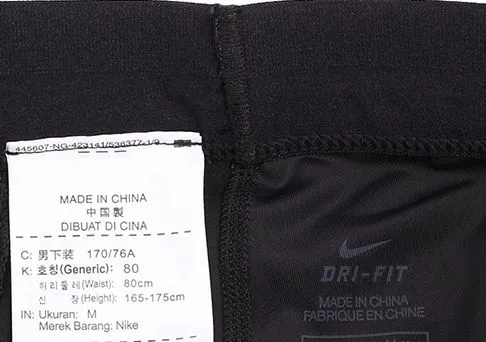 445607-NG-423141/538377-1/9
MADE IN CHINA
中国製
DIBUAT DI CINA
C: 男下装 170/76A
K: 호칭(Generic): 80
허리둘레(Waist): 80cm
신 장(Height): 165-175cm
IN: Ukuran: M
Merek Barang: Nike
DRI-FIT
MADE IN CHINA
FABRIQUE EN CHINE